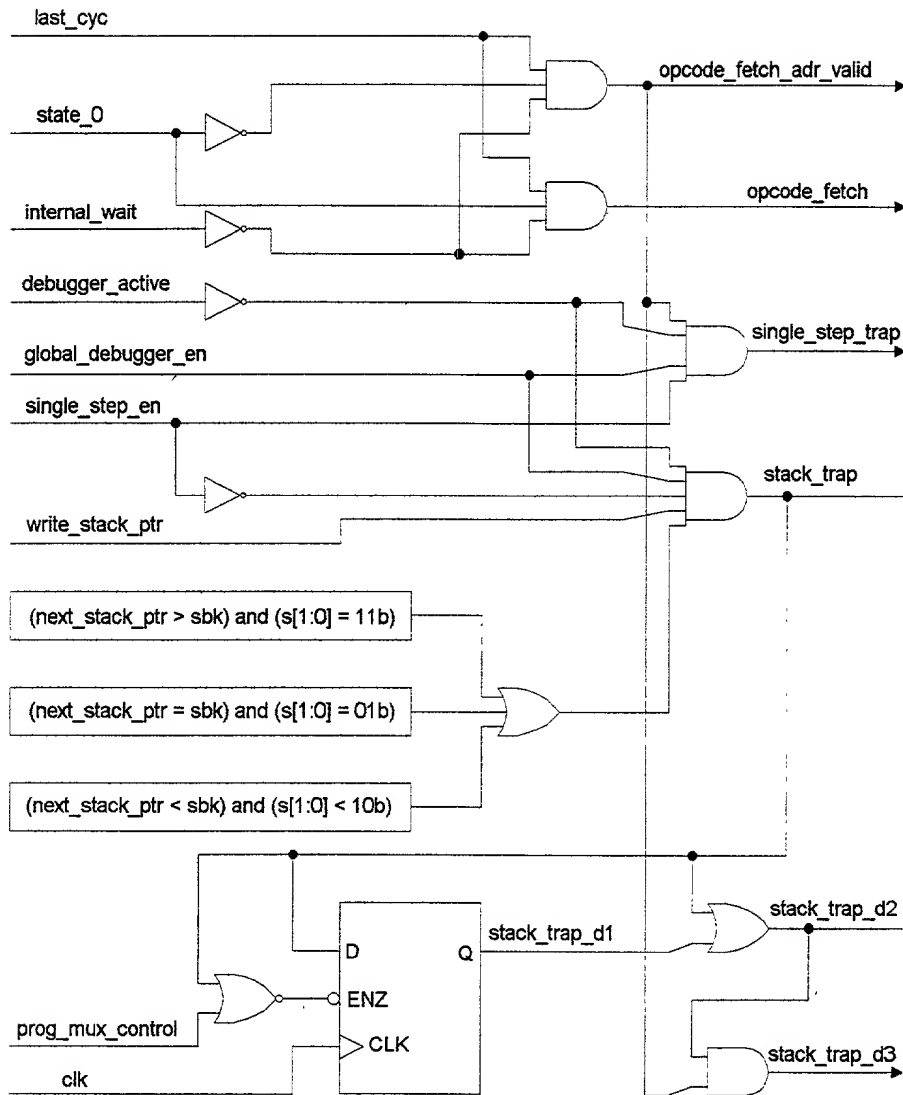 last_cyc
opcode_fetch_adr_valid
state_0
opcode_fetch
internal_wait
debugger_active
single_step_trap
global_debugger_en
single_step_en
stack_trap
write_stack_ptr
(next_stack_ptr > sbk) and (s[1:0] = 11b)
(next_stack_ptr = sbk) and (s[1:0] = 01b)
(next_stack_ptr < sbk) and (s[1:0] < 10b)
stack_trap_d2
stack_trap_d1
D Q
ENZ
prog_mux_control
CLK
stack_trap_d3
clk